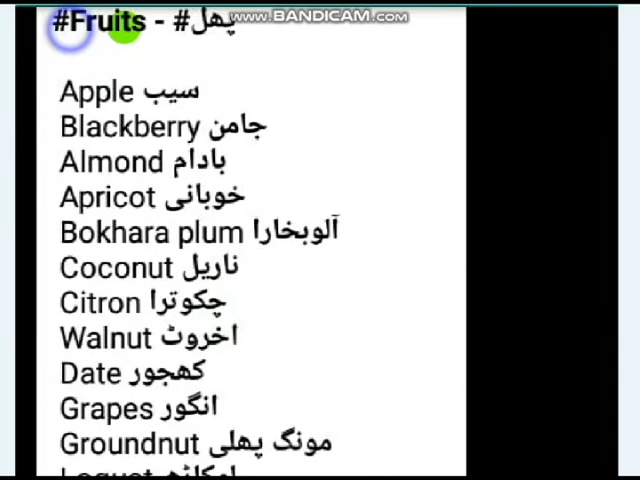 #Fruits - #پھل
www.BANDICAM.com
Apple سیب
Blackberry جامن
Almond بادام
Apricot خوبانی
Bokhara plum آلوبخارا
Coconut ناریل
Citron چکوترا
Walnut اخروٹ
Date کھجور
Grapes انگور
Groundnut مونگ پھلی